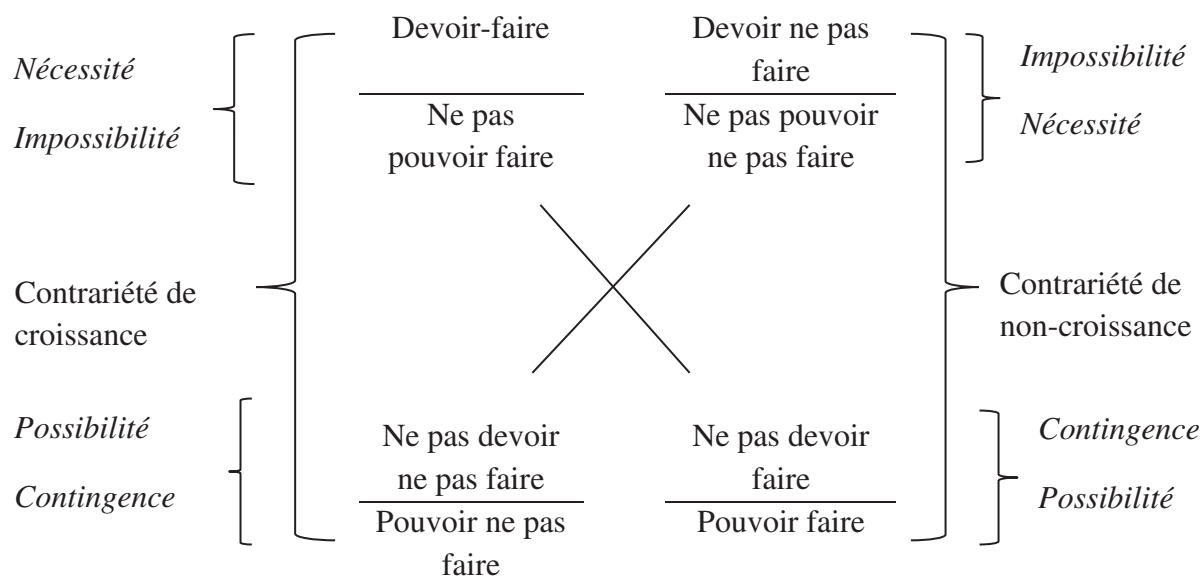 Devoir-faire
Devoir ne pas
faire
Nécessité
Impossibilité
Impossibilité
Nécessité
Ne pas
pouvoir faire
Ne pas pouvoir
ne pas faire
Contrariété de
croissance
Contrariété de
non-croissance
Possibilité
Contingence
Ne pas devoir
ne pas faire
Ne pas devoir
faire
Contingence
Possibilité
Pouvoir ne pas
faire
Pouvoir faire